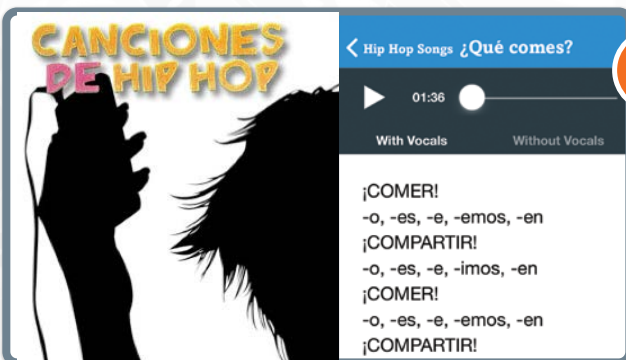 CANCIONES
DE HIP HOP
Hip Hop Songs ¿Qué comes?
01:36
With Vocals Without Vocals
¡COMER!
-o, -es, -e, -emos, -en
¡COMPARTIR!
-o, -es, -e, -imos, -en
¡COMER!
-o, -es, -e, -emos, -en
¡COMPARTIR!